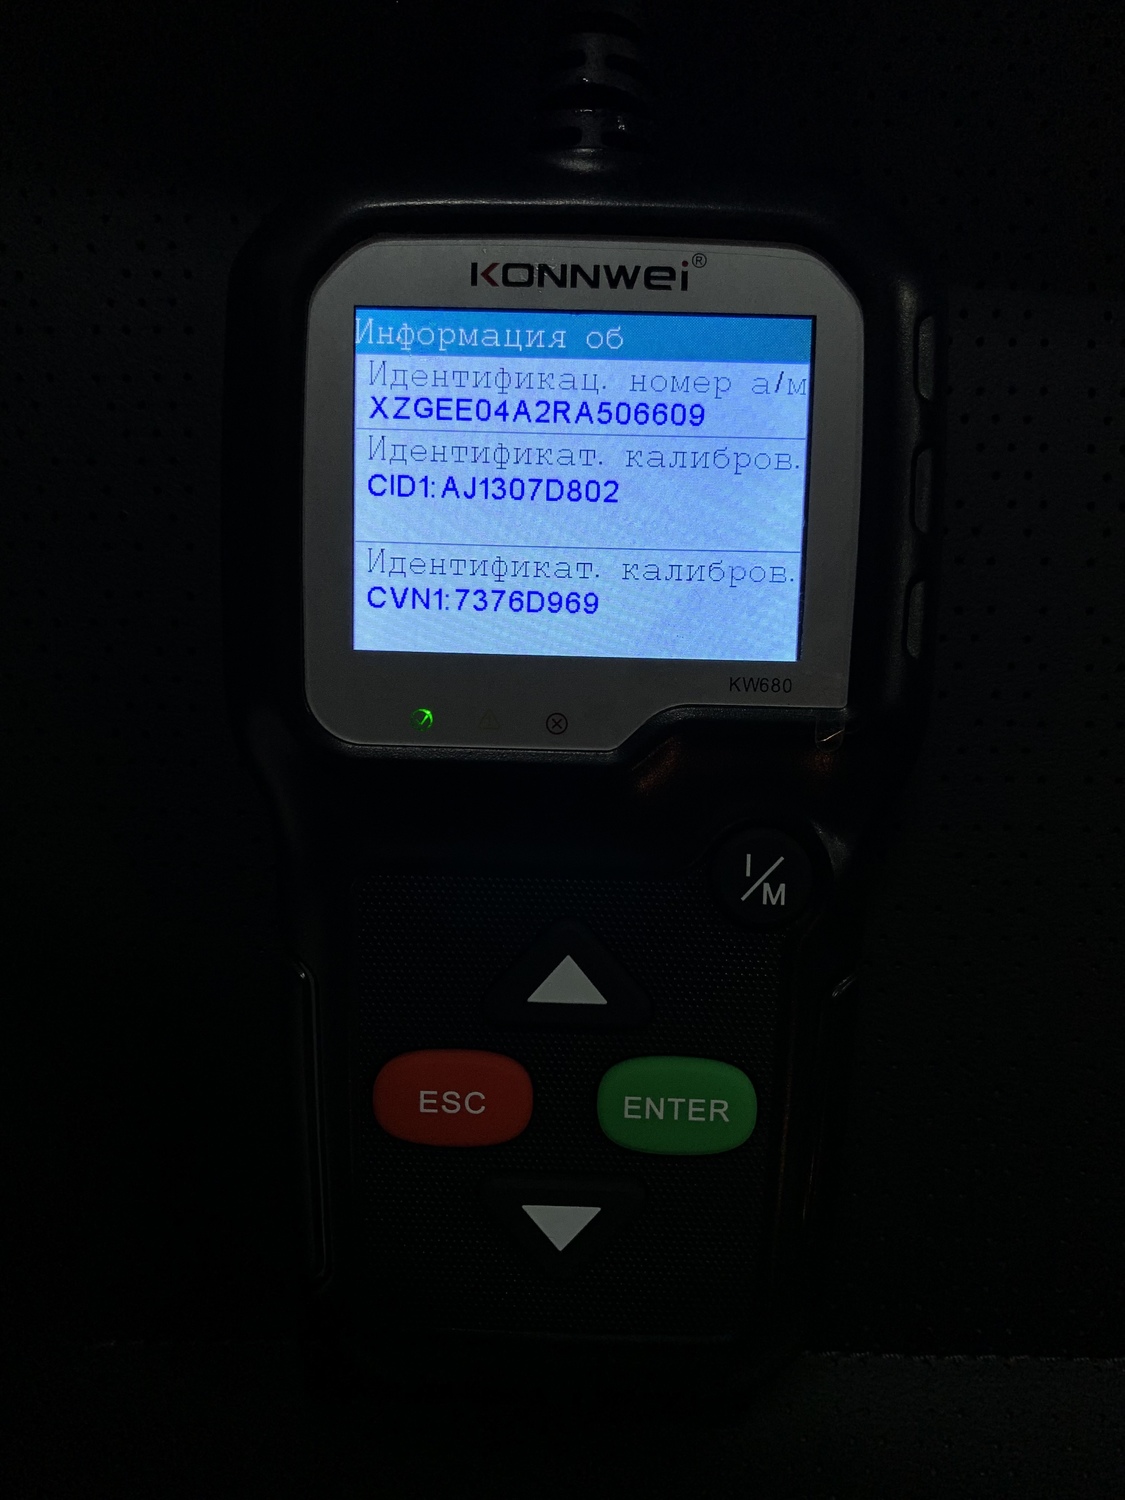 KONNWEI®
Информация об
Идентификац. номер а/м
XZGEE04A2RA506609
Идентификат. калибров.
CID1:AJ1307D802
Идентификат. калибров.
CVN1:7376D969
KW680
I/M
ESC
ENTER